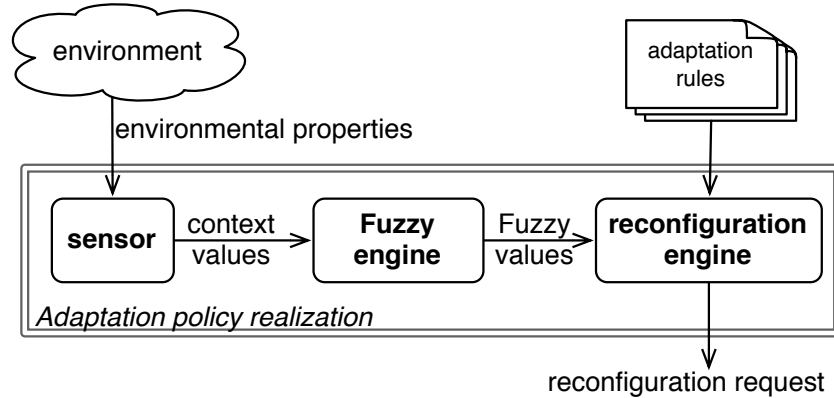 environment
adaptation
rules
environmental properties
sensor
context
values
Fuzzy
engine
Fuzzy
values
reconfiguration
engine
Adaptation policy realization
reconfiguration request